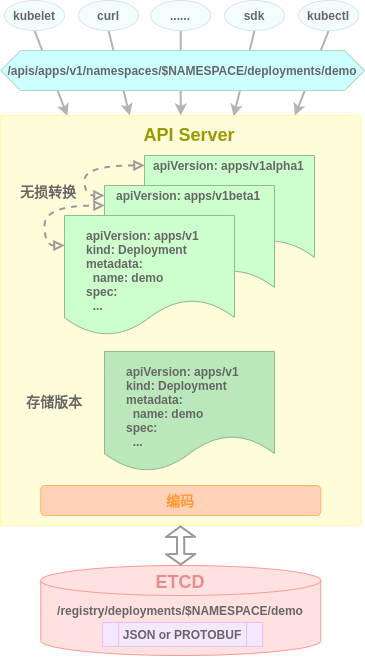 kubelet
curl
......
sdk
kubectl
/apis/apps/v1/namespaces/$NAMESPACE/deployments/demo
API Server
apiVersion: apps/v1alpha1
无损转换
apiVersion: apps/v1beta1
apiVersion: apps/v1
kind: Deployment
metadata:
name: demo
spec:
...
存储版本
apiVersion: apps/v1
kind: Deployment
metadata:
name: demo
spec:
...
编码
ETCD
/registry/deployments/$NAMESPACE/demo
JSON or PROTOBUF